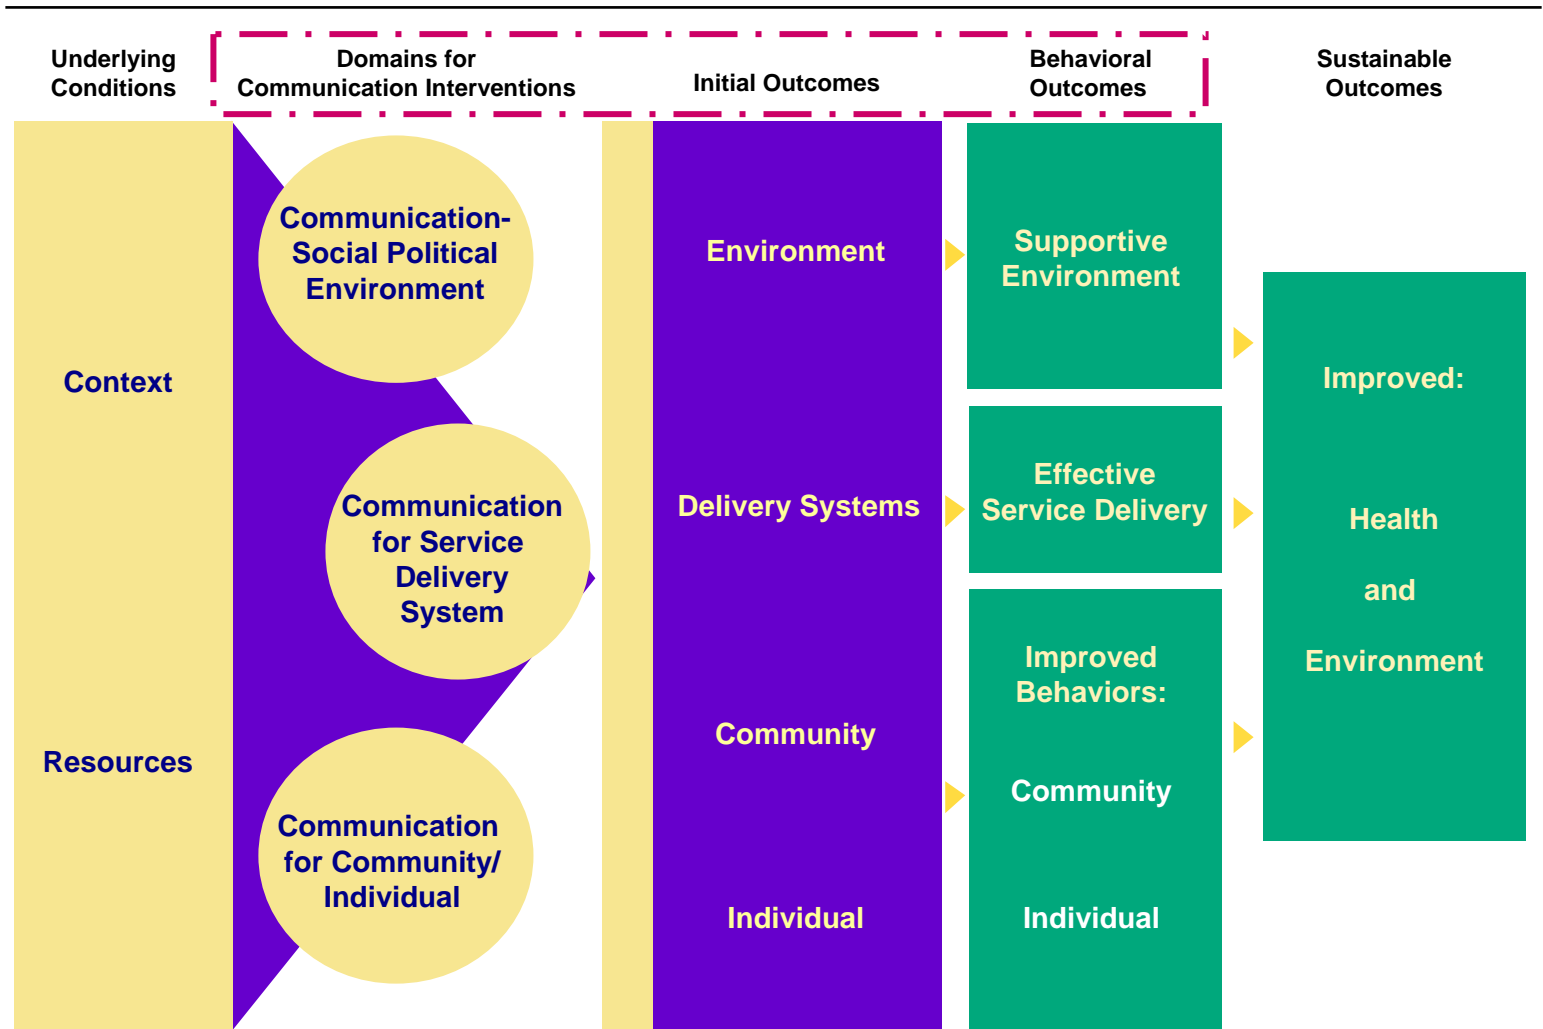 Underlying
Conditions
Domains for
Communication Interventions
Initial Outcomes
Behavioral
Outcomes
Sustainable
Outcomes
Context
Resources
Communication-
Social Political
Environment
Communication
for Service
Delivery
System
Communication
for Community/
Individual
Environment
Delivery Systems
Community
Individual
Supportive
Environment
Effective
Service Delivery
Improved
Behaviors:
Community
Individual
Improved:
Health
and
Environment